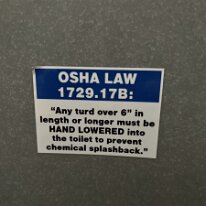 OSHA LAW
1729.17B:
"Any turd over 6" in
length or longer must be
HAND LOWERED into
the toilet to prevent
chemical splashback."